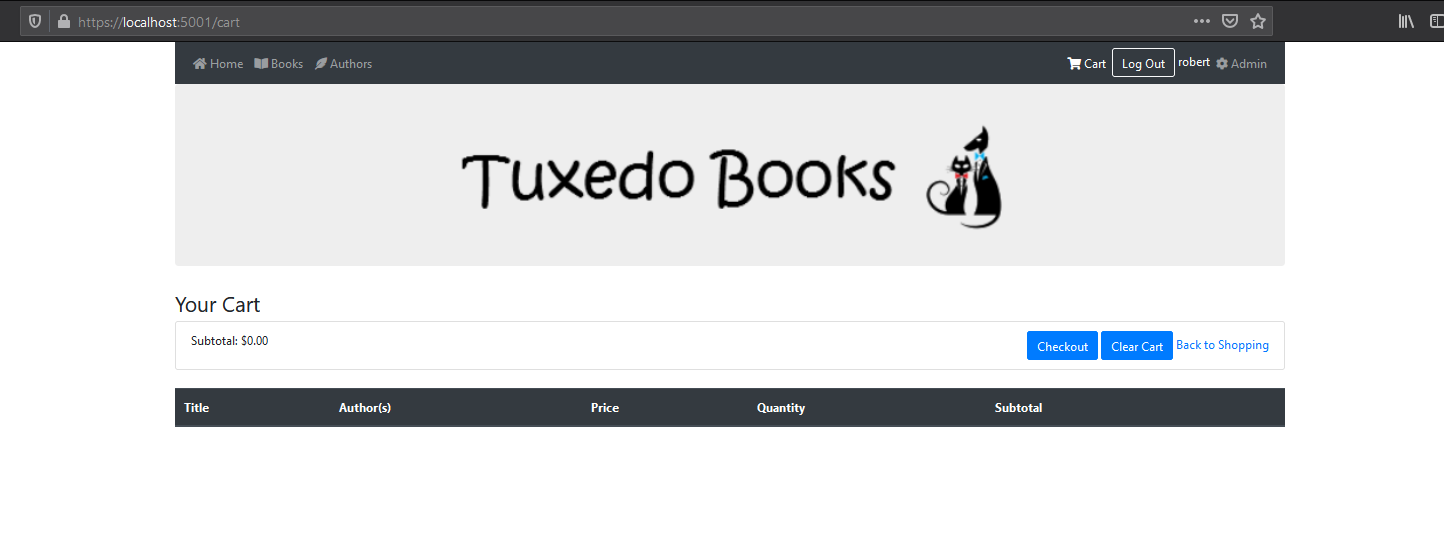 https://localhost:5001/cart
Home Books Authors Cart Log Out robert Admin
Tuxedo Books
Your Cart
Subtotal: $0.00 Checkout Clear Cart Back to Shopping
Title Author(s) Price Quantity Subtotal